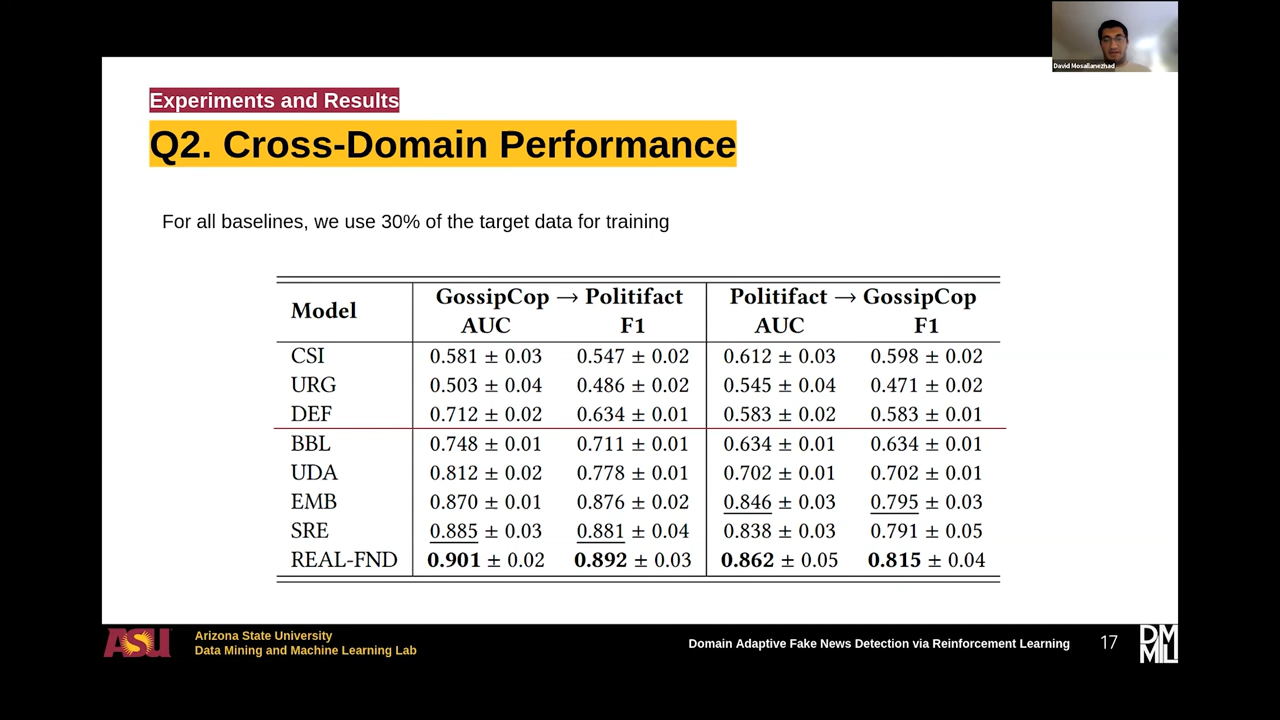 David Mosallanezhad
Experiments and Results
Q2. Cross-Domain Performance
For all baselines, we use 30% of the target data for training
Model GossipCop → Politifact Politifact → GossipCop
AUC F1 AUC F1
CSI 0.581 ± 0.03 0.547 ± 0.02 0.612 ± 0.03 0.598 ± 0.02
URG 0.503 ± 0.04 0.486 ± 0.02 0.545 ± 0.04 0.471 ± 0.02
DEF 0.712 ± 0.02 0.634 ± 0.01 0.583 ± 0.02 0.583 ± 0.01
BBL 0.748 ± 0.01 0.711 ± 0.01 0.634 ± 0.01 0.634 ± 0.01
UDA 0.812 ± 0.02 0.778 ± 0.01 0.702 ± 0.01 0.702 ± 0.01
EMB 0.870 ± 0.01 0.876 ± 0.02 0.846 ± 0.03 0.795 ± 0.03
SRE 0.885 ± 0.03 0.881 ± 0.04 0.838 ± 0.03 0.791 ± 0.05
REAL-FND 0.901 ± 0.02 0.892 ± 0.03 0.862 ± 0.05 0.815 ± 0.04
ASU
Arizona State University
Data Mining and Machine Learning Lab
Domain Adaptive Fake News Detection via Reinforcement Learning
17
DM
ML